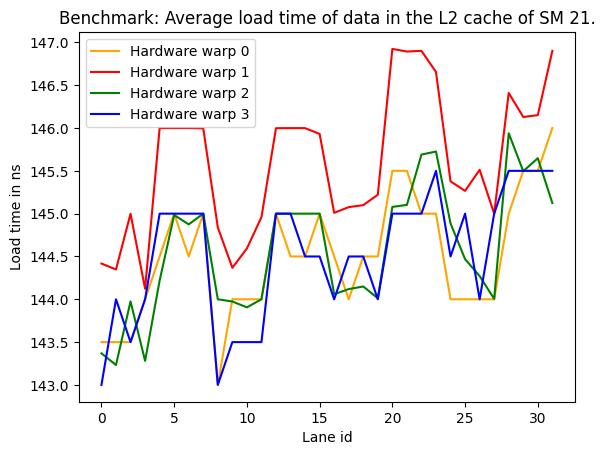 Benchmark: Average load time of data in the L2 cache of SM 21.
Hardware warp 0
Hardware warp 1
Hardware warp 2
Hardware warp 3
147.0
146.5
146.0
145.5
145.0
144.5
144.0
143.5
143.0
Load time in ns
0 5 10 15 20 25 30
Lane id